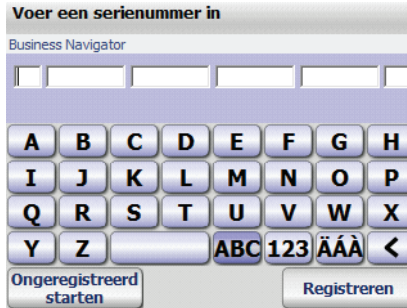 Voer een serienummer in
Business Navigator
A B C D E F G H
I J K L M N O P
Q R S T U V W X
Y Z ABC 123 ÄÁÀ <
Ongeregistreerd
starten
Registreren